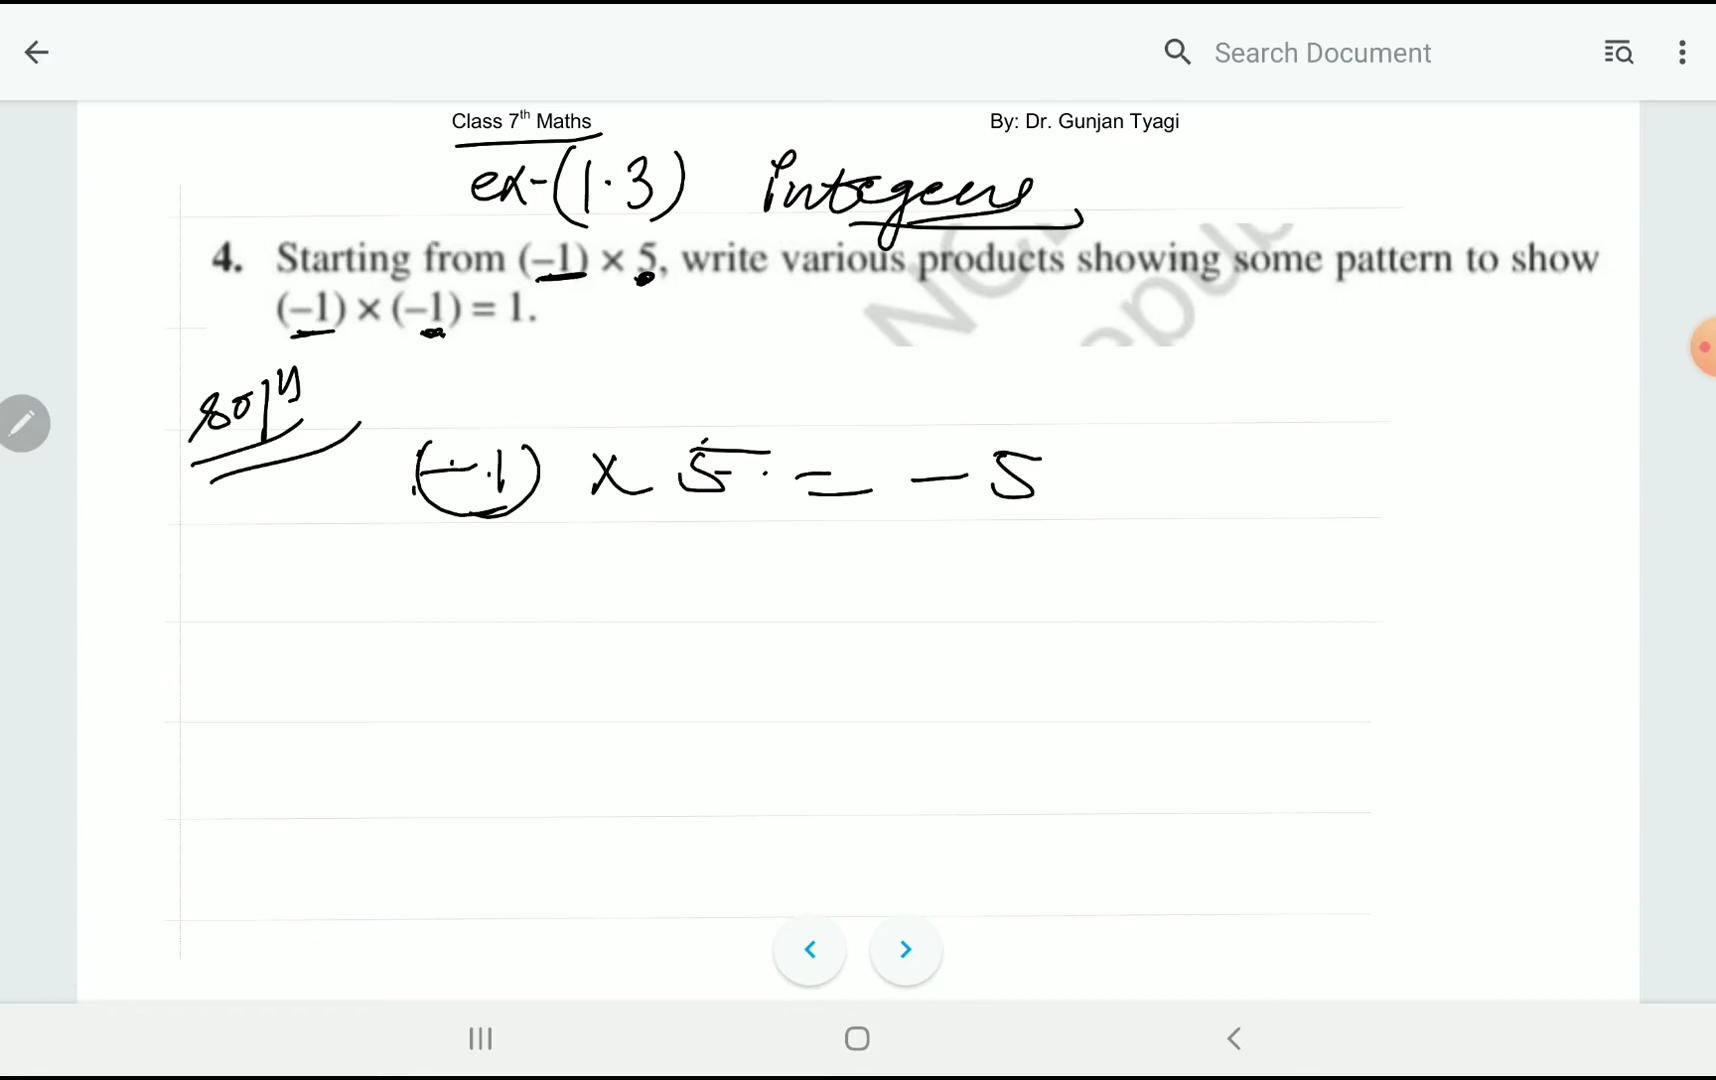 Search Document
Class 7th Maths
By: Dr. Gunjan Tyagi
ex-(1.3) Integers
4. Starting from (–1) × 5, write various products showing some pattern to show
(–1) × (–1) = 1.
Soln
(-1) × 5 = - 5